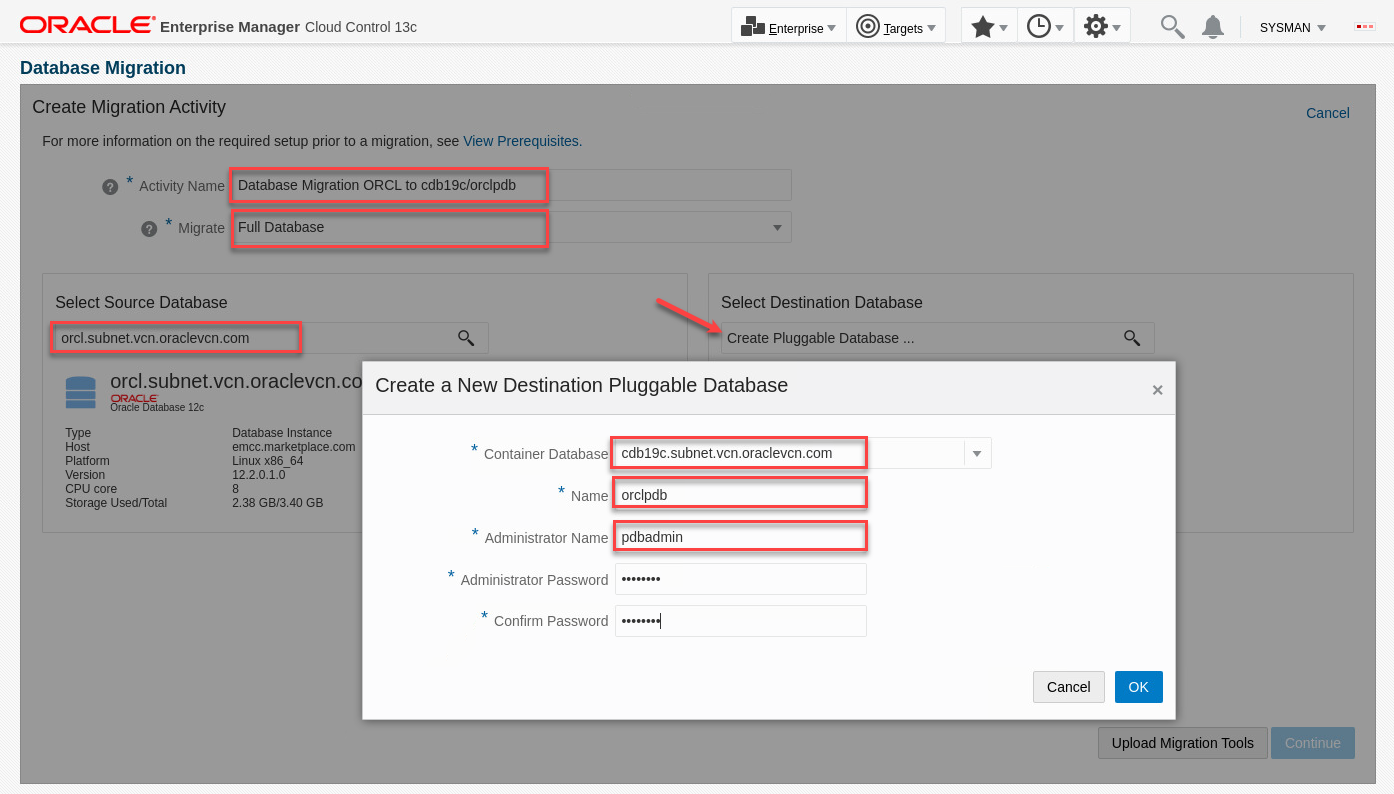 ORACLE® Enterprise Manager Cloud Control 13c
Enterprise
Targets
SYSMAN
Database Migration
Create Migration Activity
Cancel
For more information on the required setup prior to a migration, see View Prerequisites.
? * Activity Name Database Migration ORCL to cdb19c/orclpdb
? * Migrate Full Database
Select Source Database
orcl.subnet.vcn.oraclevcn.com
orcl.subnet.vcn.oraclevcn.co
ORACLE
Oracle Database 12c
Type Database Instance
Host emcc.marketplace.com
Platform Linux x86_64
Version 12.2.0.1.0
CPU core 8
Storage Used/Total 2.38 GB/3.40 GB
Select Destination Database
Create Pluggable Database ...
Create a New Destination Pluggable Database
×
* Container Database cdb19c.subnet.vcn.oraclevcn.com
* Name orclpdb
* Administrator Name pdbadmin
* Administrator Password ••••••••
* Confirm Password ••••••••
Cancel OK
Upload Migration Tools Continue